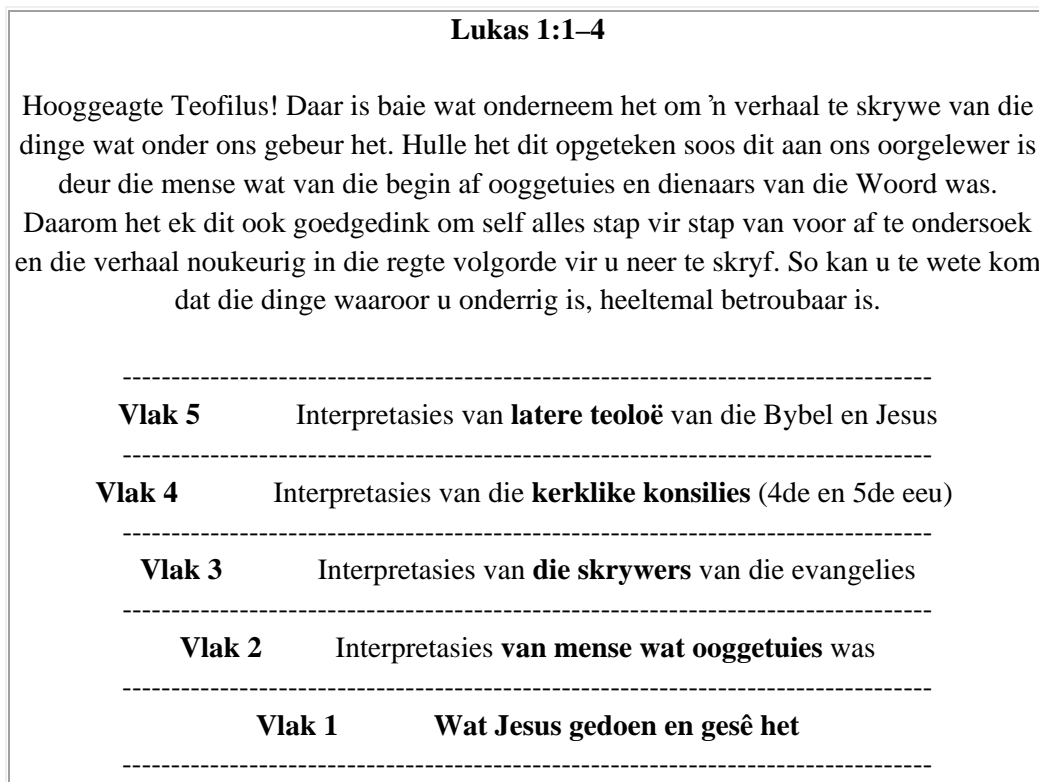 Lukas 1:1–4
Hooggeagte Teofilus! Daar is baie wat onderneem het om 'n verhaal te skrywe van die
dinge wat onder ons gebeur het. Hulle het dit opgeteken soos dit aan ons oorgelewer is
deur die mense wat van die begin af ooggetuies en dienaars van die Woord was.
Daarom het ek dit ook goedgedink om self alles stap vir stap van voor af te ondersoek
en die verhaal noukeurig in die regte volgorde vir u neer te skryf. So kan u te wete kom
dat die dinge waaroor u onderrig is, heeltemal betroubaar is.
-----------------------------------------------------------------------------------
Vlak 5 Interpretasies van latere teoloë van die Bybel en Jesus
-----------------------------------------------------------------------------------
Vlak 4 Interpretasies van die kerklike konsilies (4de en 5de eeu)
-----------------------------------------------------------------------------------
Vlak 3 Interpretasies van die skrywers van die evangelies
-----------------------------------------------------------------------------------
Vlak 2 Interpretasies van mense wat ooggetuies was
-----------------------------------------------------------------------------------
Vlak 1 Wat Jesus gedoen en gesê het
-----------------------------------------------------------------------------------